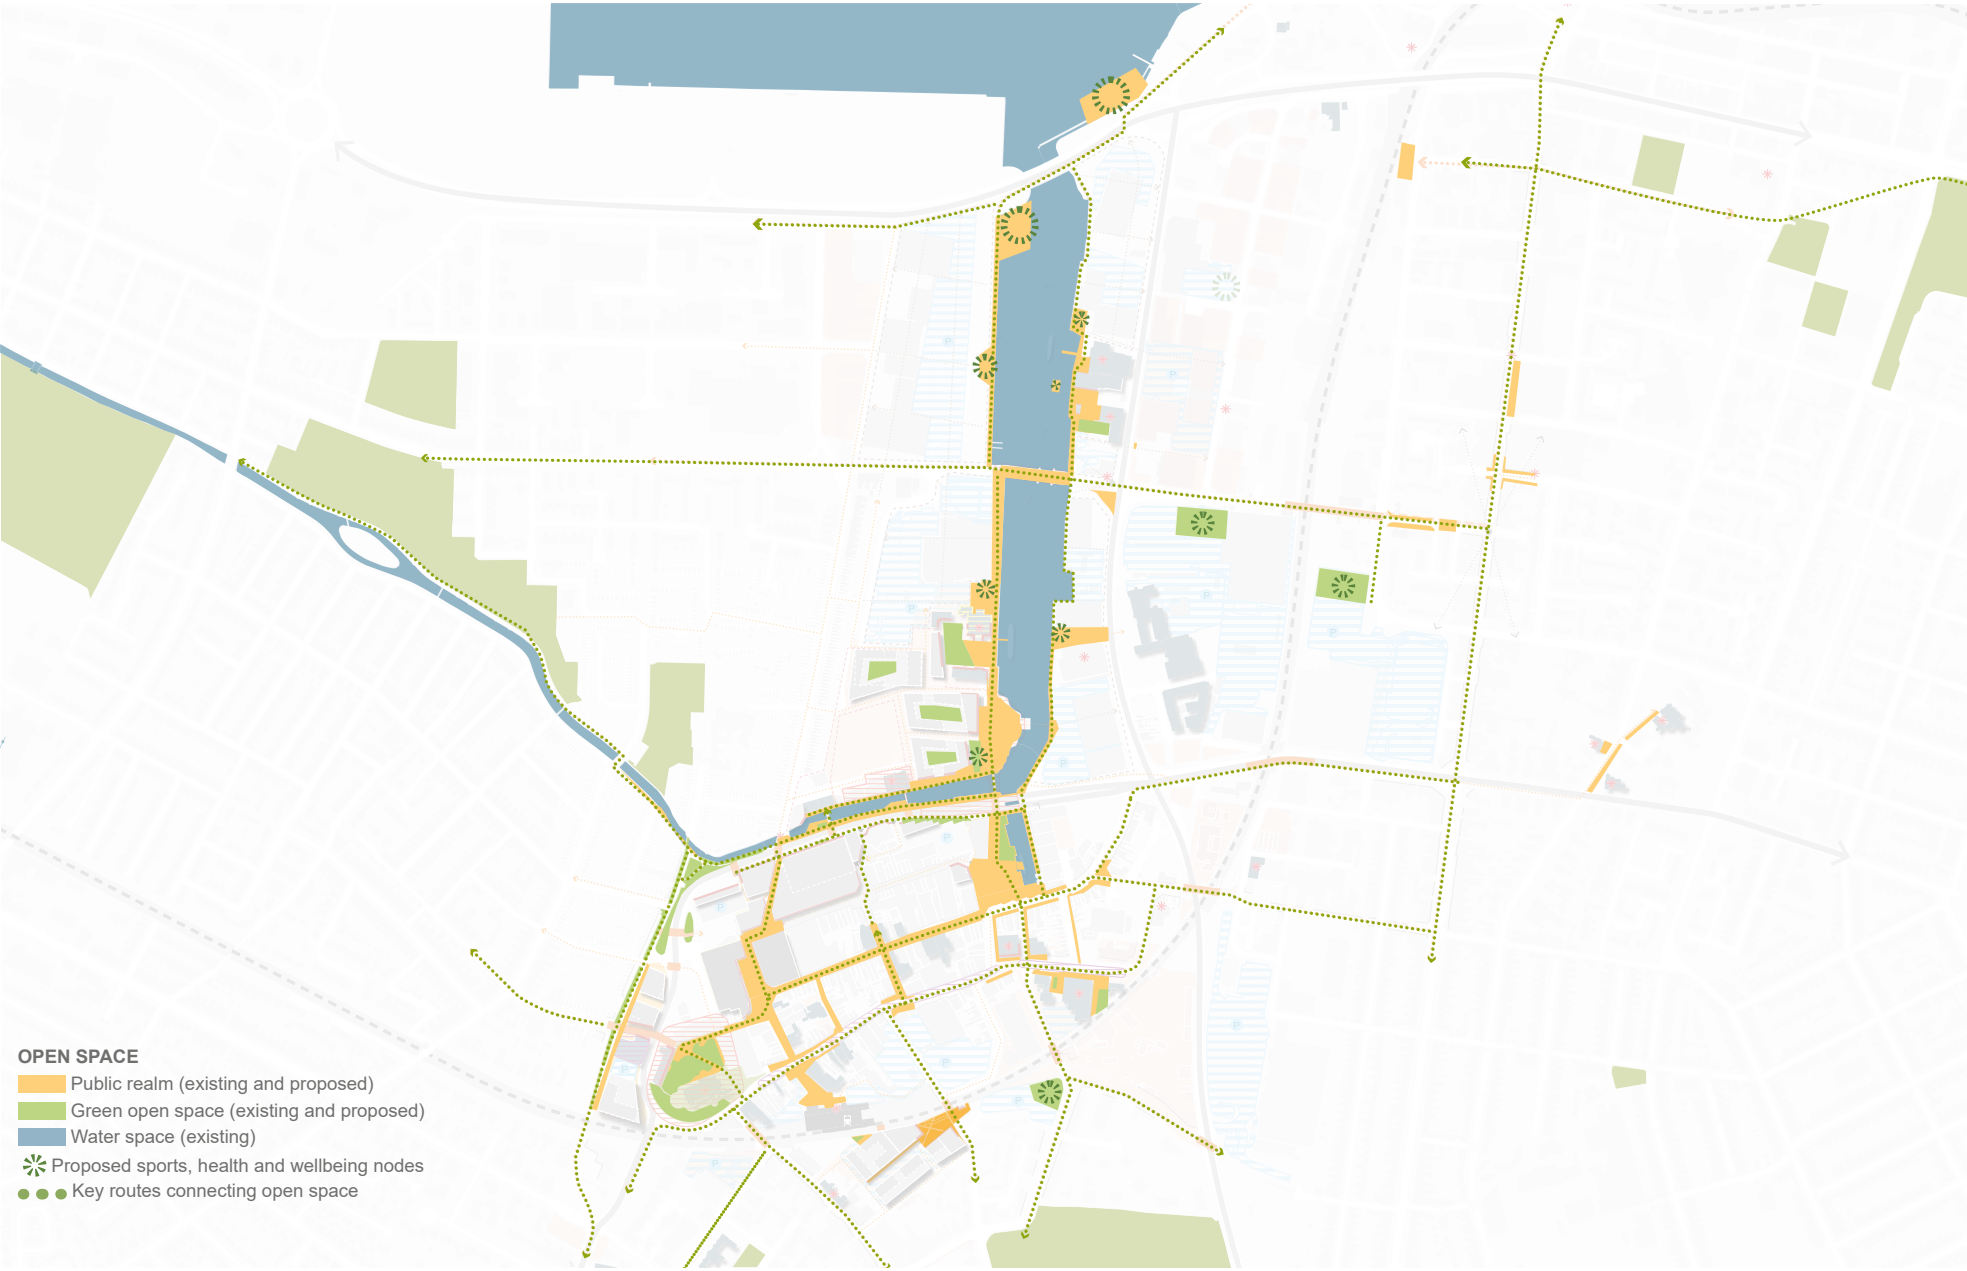 P
P
P
P
P
P
P
P
P
P
P
P
P
P
OPEN SPACE
Public realm (existing and proposed)
Green open space (existing and proposed)
Water space (existing)
Proposed sports, health and wellbeing nodes
Key routes connecting open space